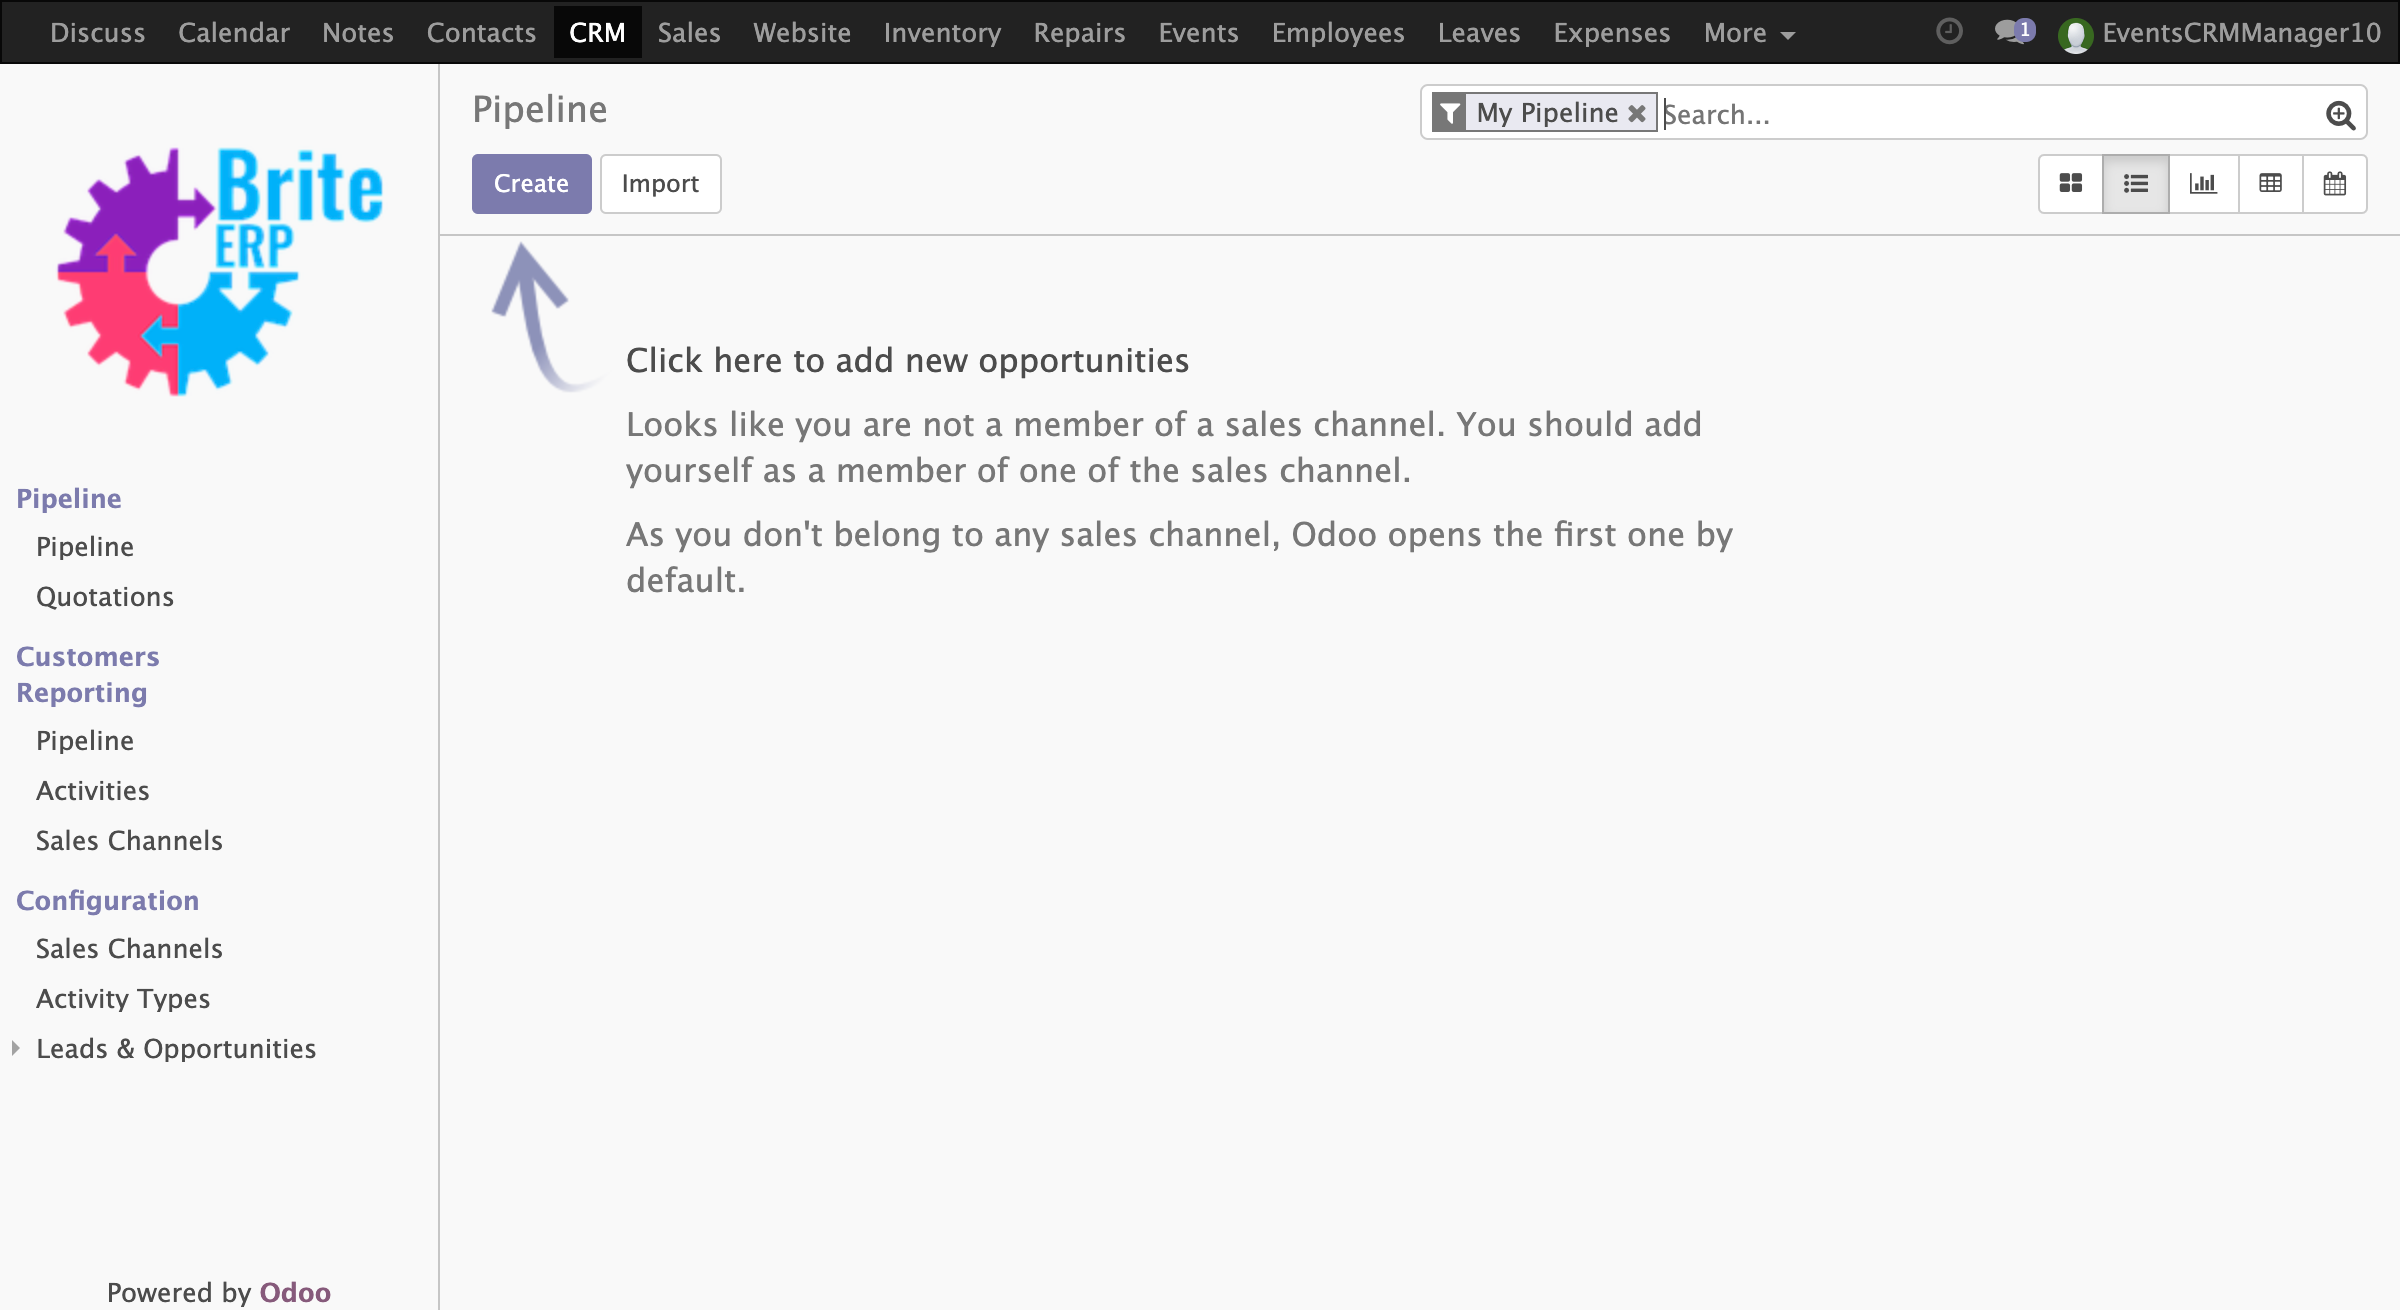 Discuss Calendar Notes Contacts CRM Sales Website Inventory Repairs Events Employees Leaves Expenses More 1 EventsCRMManager10
Brite
ERP
Pipeline
Pipeline
Quotations
Customers
Reporting
Pipeline
Activities
Sales Channels
Configuration
Sales Channels
Activity Types
Leads & Opportunities
Powered by Odoo
Pipeline
My Pipeline Search...
Create Import
Click here to add new opportunities
Looks like you are not a member of a sales channel. You should add
yourself as a member of one of the sales channel.
As you don't belong to any sales channel, Odoo opens the first one by
default.